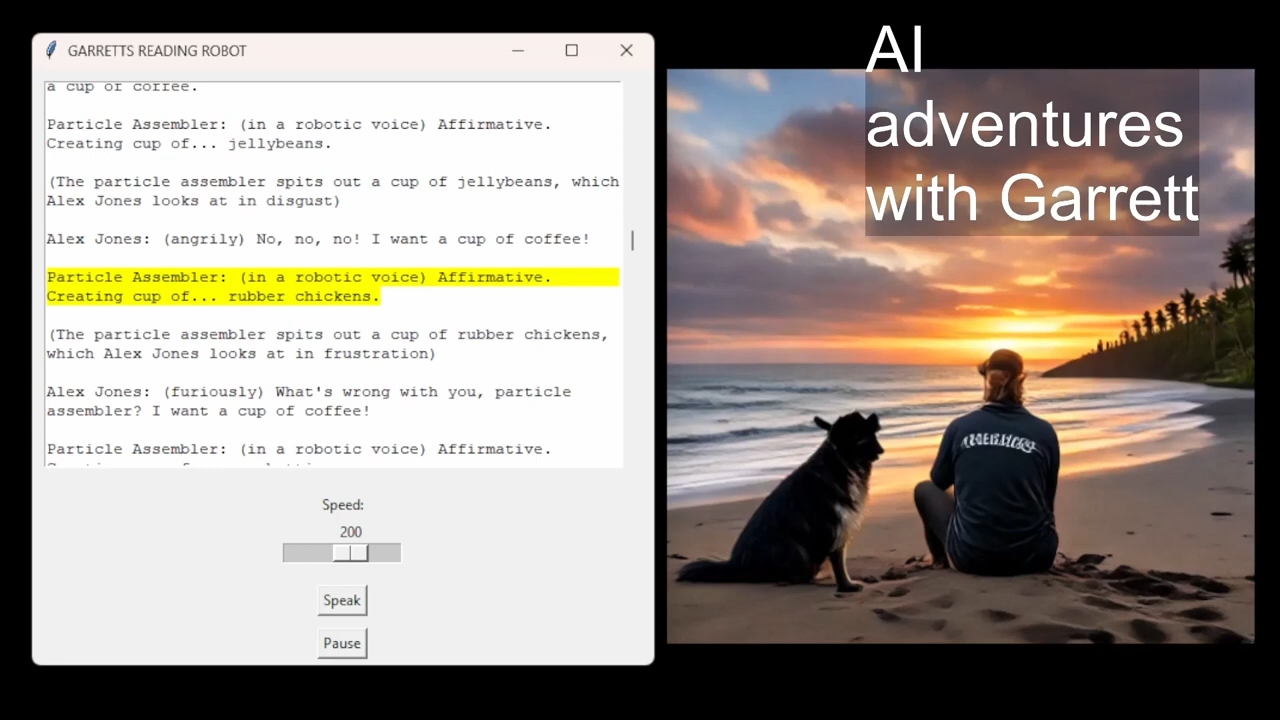 GARRETTS READING ROBOT
a cup of coffee.
Particle Assembler: (in a robotic voice) Affirmative.
Creating cup of... jellybeans.
(The particle assembler spits out a cup of jellybeans, which
Alex Jones looks at in disgust)
Alex Jones: (angrily) No, no, no! I want a cup of coffee!
Particle Assembler: (in a robotic voice) Affirmative.
Creating cup of... rubber chickens.
(The particle assembler spits out a cup of rubber chickens,
which Alex Jones looks at in frustration)
Alex Jones: (furiously) What's wrong with you, particle
assembler? I want a cup of coffee!
Particle Assembler: (in a robotic voice) Affirmative.
Speed:
200
Speak
Pause
AI
adventures
with Garrett